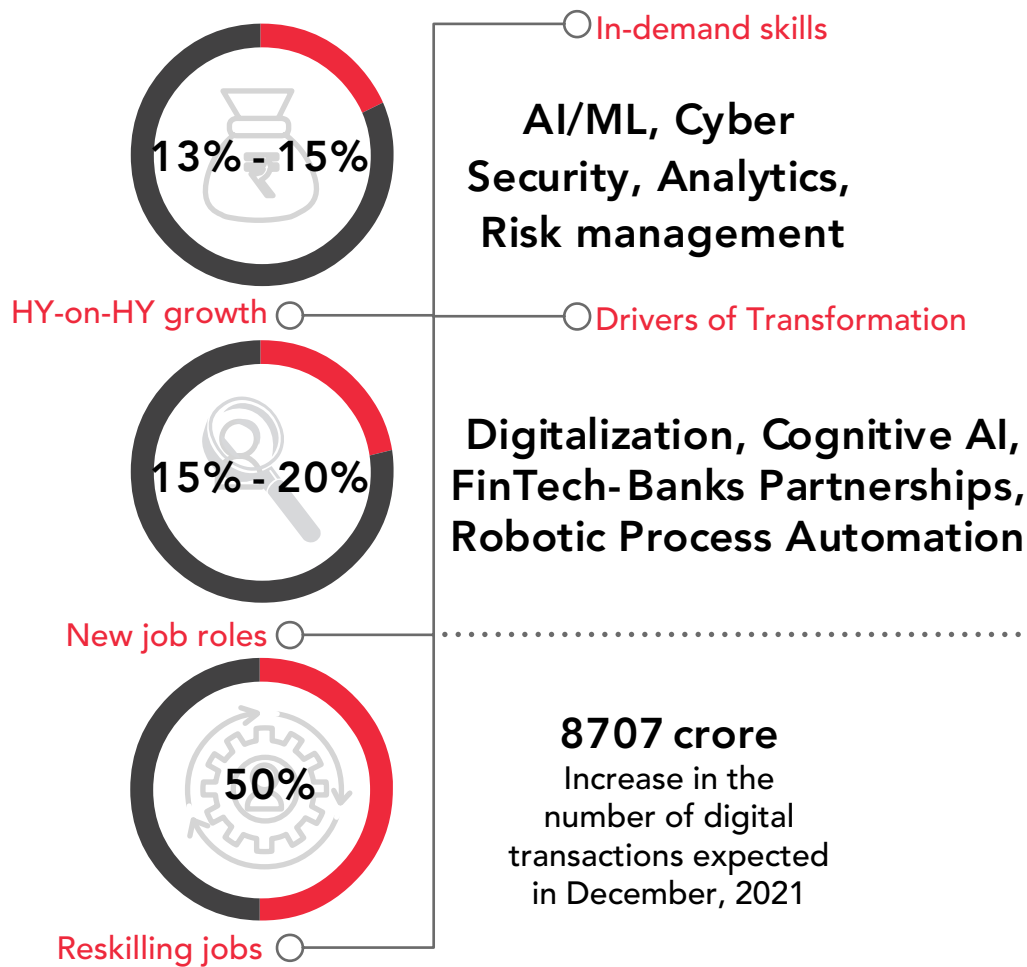 In-demand skills
13% - 15%
AI/ML, Cyber
Security, Analytics,
Risk management
HY-on-HY growth
Drivers of Transformation
15% - 20%
Digitalization, Cognitive AI,
FinTech-Banks Partnerships,
Robotic Process Automation
New job roles
50%
8707 crore
Increase in the
number of digital
transactions expected
in December, 2021
Reskilling jobs